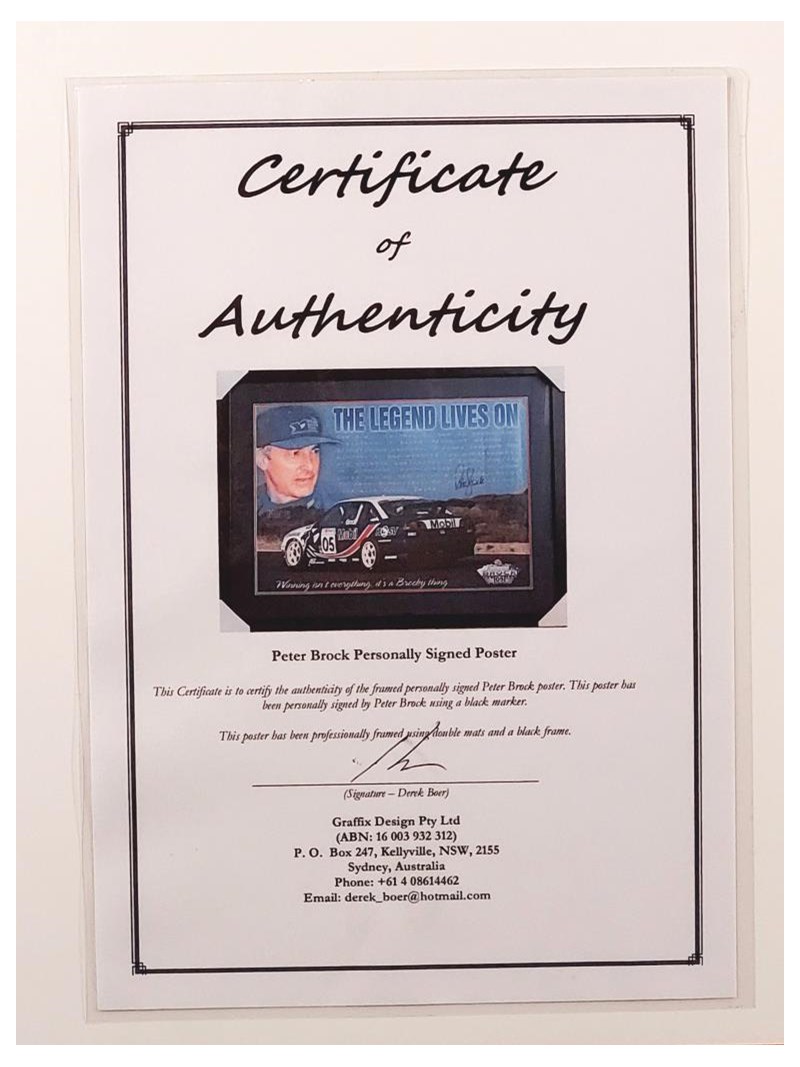 Certificate
of
Authenticity
THE LEGEND LIVES ON
Mobil
05
Mobil
Winning isn't everything, it's a Brocky thing
Peter Brock Personally Signed Poster
This Certificate is to certify the authenticity of the framed personally signed Peter Brock poster. This poster has
been personally signed by Peter Brock using a black marker.
This poster has been professionally framed using double mats and a black frame.
(Signature – Derek Boer)
Graffix Design Pty Ltd
(ABN: 16 003 932 312)
P. O. Box 247, Kellyville, NSW, 2155
Sydney, Australia
Phone: +61 4 08614462
Email: derek_boer@hotmail.com